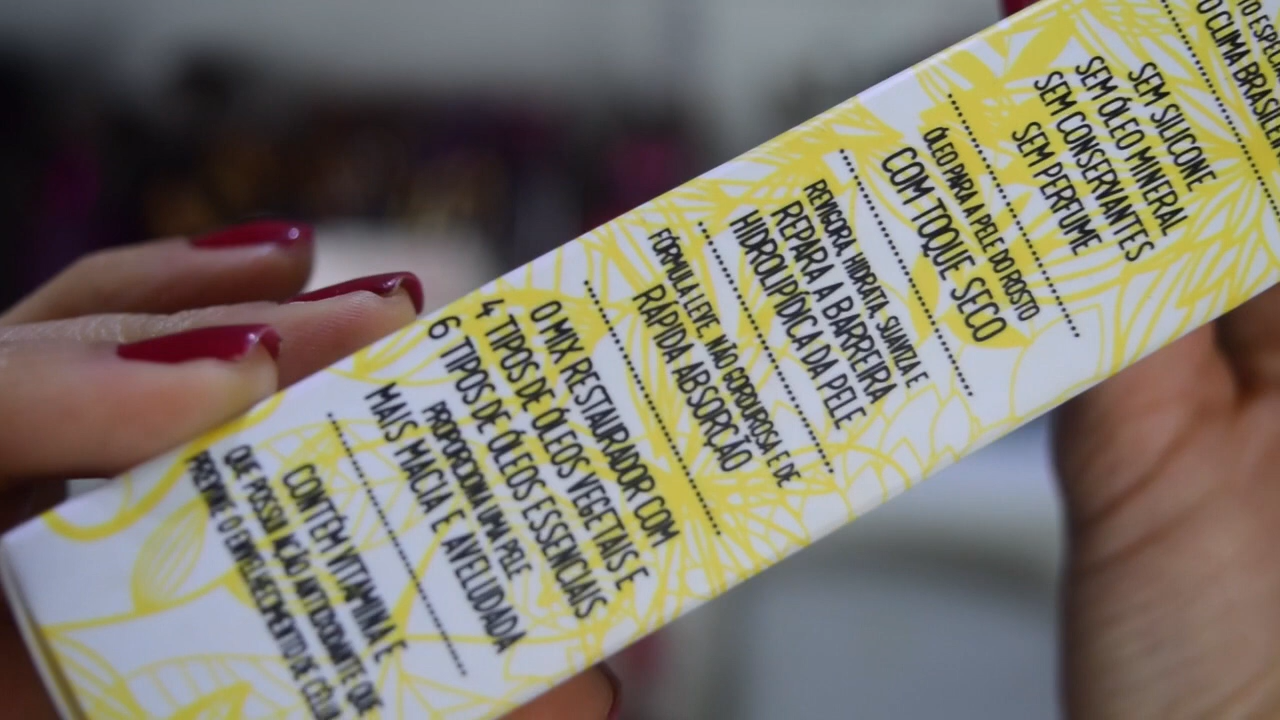 TO ESPECIA
O CLIMA BRASILEIR
SEM SILICONE
SEM ÓLEO MINERAL
SEM CONSERVANTES
SEM PERFUME
ÓLEO PARA A PELE DO ROSTO
COM TOQUE SECO
REVIGORA, HIDRATA, SUAVIZA E
REPARA A BARREIRA
HIDROLIPÍDICA DA PELE
FÓRMULA LEVE, NÃO GORDUROSA E DE
RÁPIDA ABSORÇÃO
O MIX RESTAURADOR COM
4 TIPOS DE ÓLEOS VEGETAIS E
6 TIPOS DE ÓLEOS ESSENCIAIS
PROPORCIONA UMA PELE
MAIS MACIA E AVELUDADA
CONTÉM VITAMINA E
QUE POSSUI AÇÃO ANTIOXIDANTE QUE
PREVINE O ENVELHECIMENTO DE CÉLU